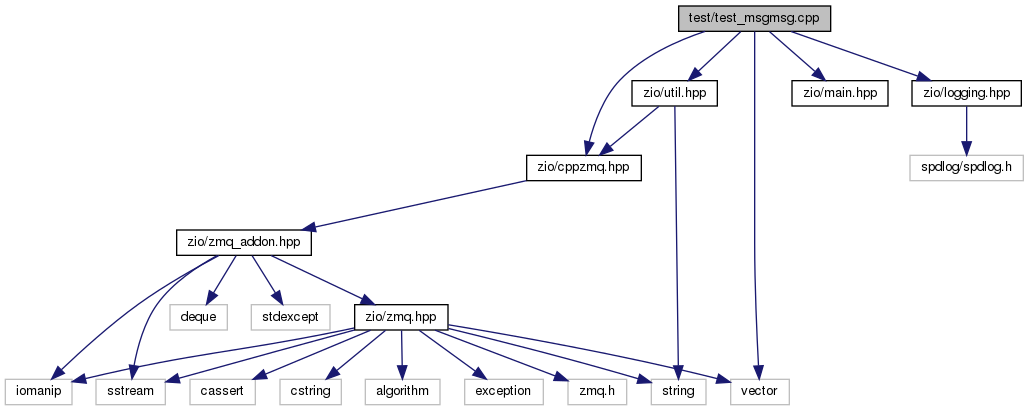 test/test_msgmsg.cpp
zio/util.hpp
zio/main.hpp
zio/logging.hpp
zio/cppzmq.hpp
spdlog/spdlog.h
zio/zmq_addon.hpp
deque
stdexcept
zio/zmq.hpp
iomanip
sstream
cassert
cstring
algorithm
exception
zmq.h
string
vector